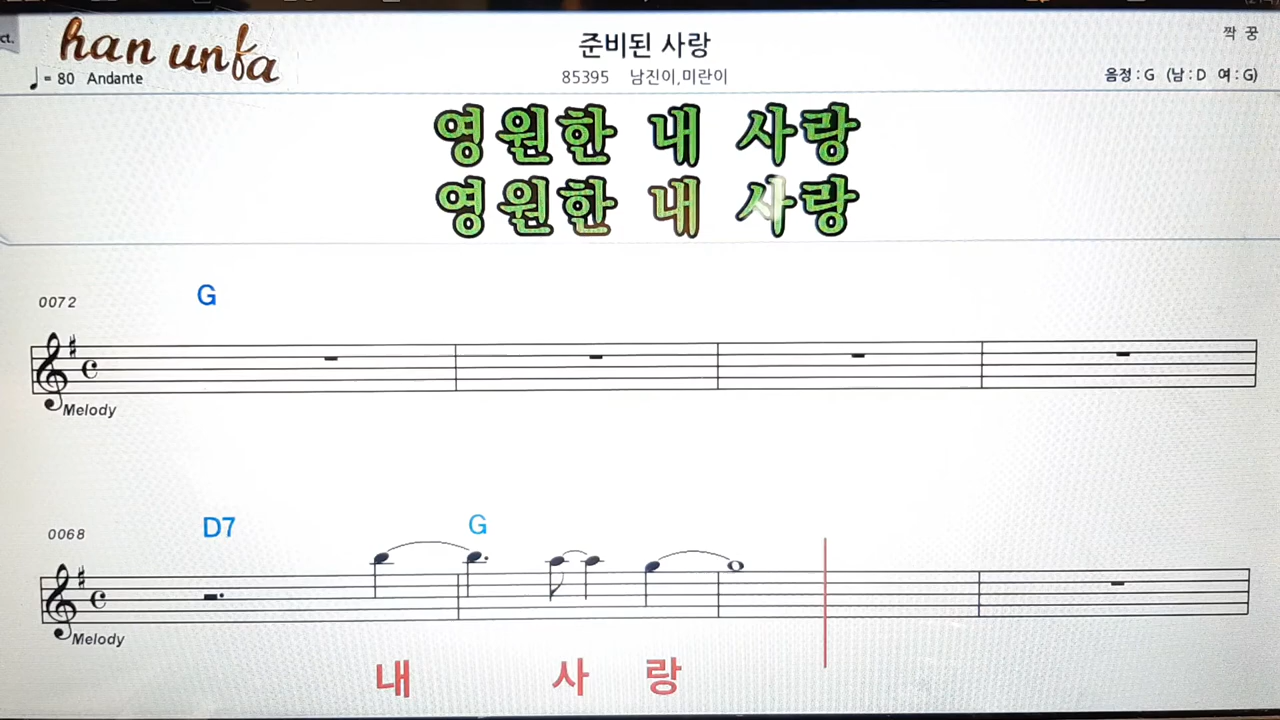 ct.
han unfa
♩= 80 Andante
준비된 사랑
85395 남진이,미란이
짝 꿍
음정 : G (남 : D 여 : G)
영원한 내 사랑
영원한 내 사랑
0072
G
Melody
0068
D7 G
Melody
내 사 랑